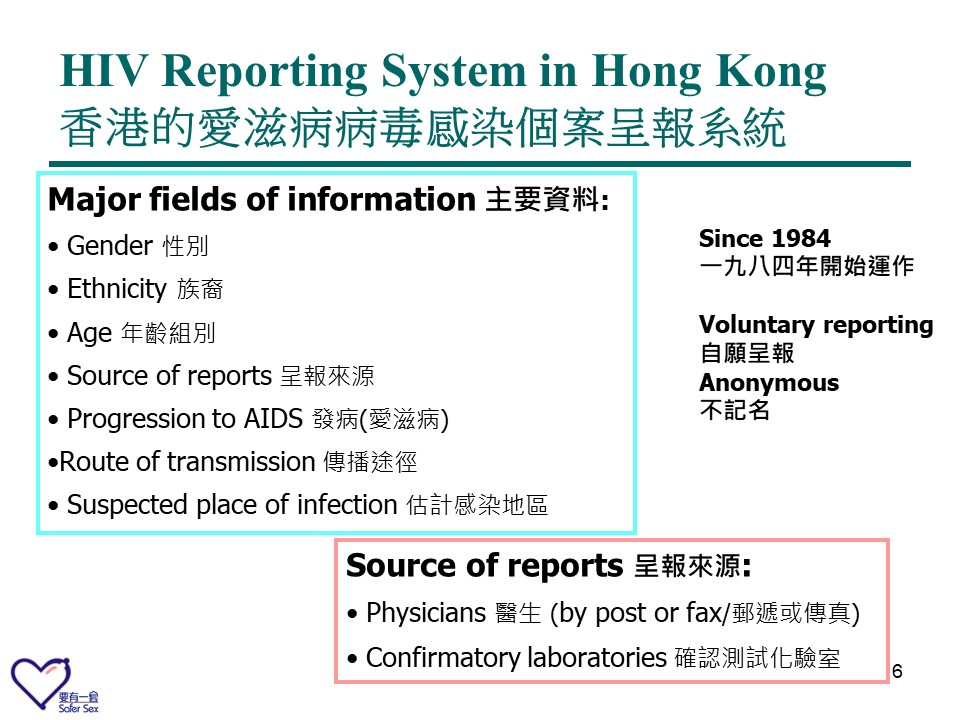 HIV Reporting System in Hong Kong
香港的愛滋病病毒感染個案呈報系統
Major fields of information 主要資料:
• Gender 性別
• Ethnicity 族裔
• Age 年齡組別
• Source of reports 呈報來源
• Progression to AIDS 發病(愛滋病)
•Route of transmission 傳播途徑
• Suspected place of infection 估計感染地區
Since 1984
一九八四年開始運作
Voluntary reporting
自願呈報
Anonymous
不記名
Source of reports 呈報來源:
• Physicians 醫生 (by post or fax/郵遞或傳真)
• Confirmatory laboratories 確認測試化驗室
要有一套
Safer Sex
6